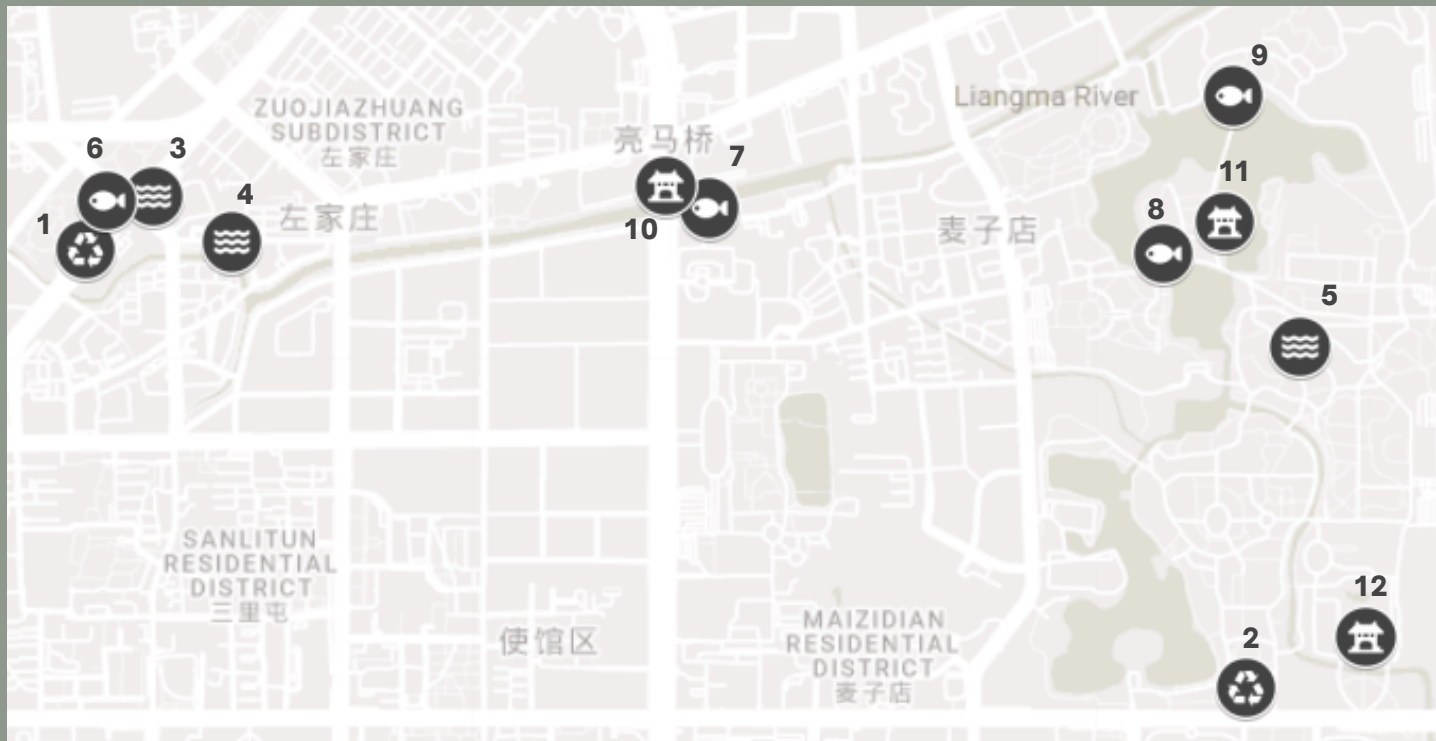 9
Liangma River
ZUOJIAZHUANG
SUBDISTRICT
左家庄
亮马桥
6
3
7
11
4
1
左家庄
10
麦子店
8
5
SANLITUN
RESIDENTIAL
DISTRICT
三里屯
12
MAIZIDIAN
RESIDENTIAL
DISTRICT
麦子店
使馆区
2